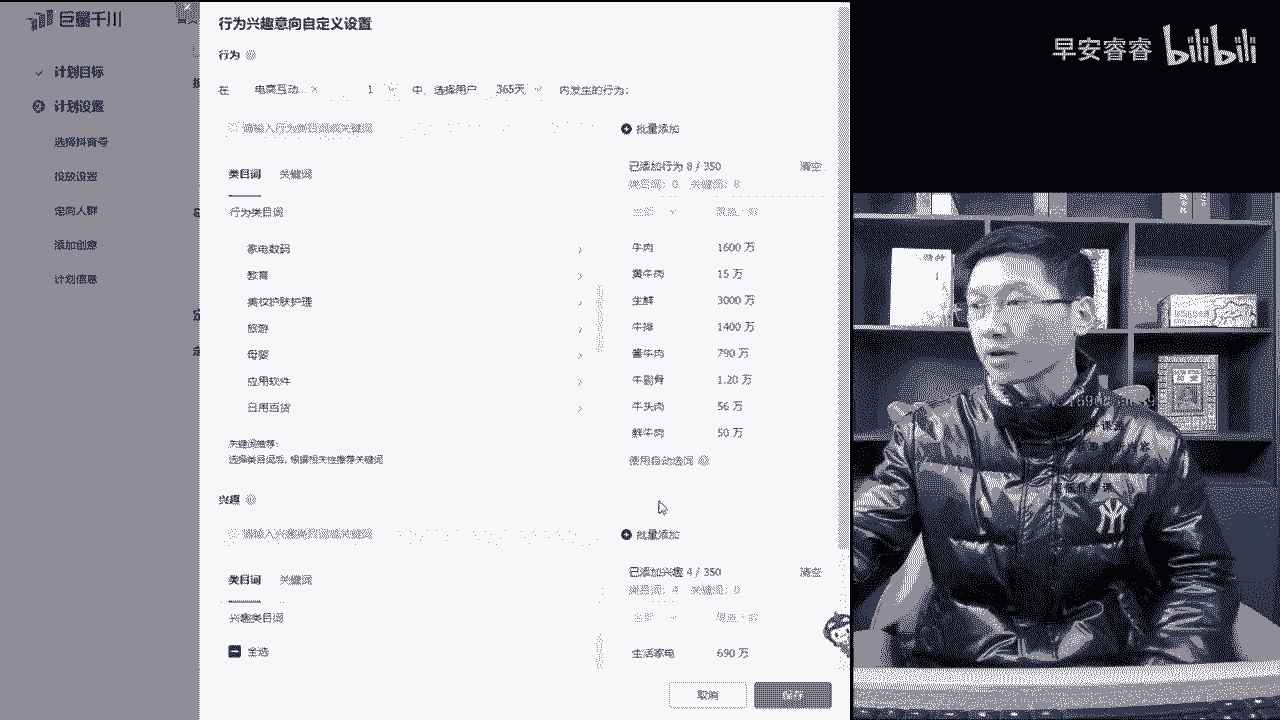 巨量千川
计划目标
计划设置
选择抖音号
投放设置
定向人群
添加创意
计划信息
行为兴趣意向自定义设置
行为
在 电商互动... × 1 中，选择用户 365天 内发生的行为：
请输入行为类目词或关键词
批量添加
类目词 关键词
已添加行为 8 / 350 清空
类目词：0 关键词：8
行为类目词
家电数码
教育
美妆护肤护理
旅游
母婴
应用软件
日用百货
牛肉 1600 万
黄牛肉 15 万
生鲜 3000 万
牛排 1400 万
酱牛肉 790 万
牛肋骨 1.20 万
牛头肉 56 万
鲜牛肉 50 万
关键词推荐：
选择类目词后，根据相关性推荐关键词
使用自动选词
兴趣
请输入兴趣类目词或关键词
批量添加
类目词 关键词
已添加兴趣 4 / 350 清空
类目词：4 关键词：0
兴趣类目词
全选
生活家电 690 万
取消 保存
早安睿睿 bilibili